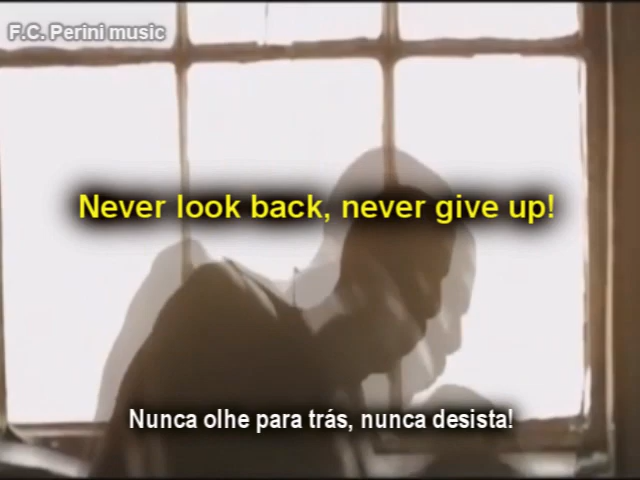 F.C. Perini music
Never look back, never give up!
Nunca olhe para trás, nunca desista!